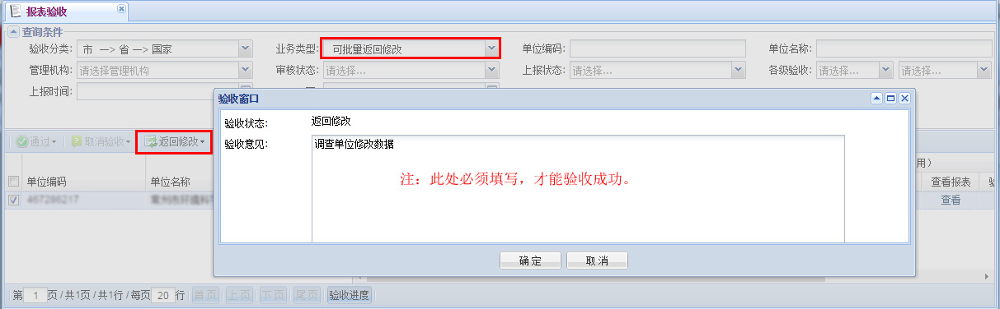 报表验收
查询条件
验收分类: 市 —> 省 —> 国家 业务类型: 可批量返回修改 单位编码: 单位名称:
管理机构: 请选择管理机构 审核状态: 请选择... 上报状态: 请选择... 各级验收: 请选择... 请选择...
上报时间:
验收窗口
验收状态: 返回修改
验收意见: 调查单位修改数据
注：此处必须填写，才能验收成功。
确定 取消
通过 取消验收 返回修改
用）
单位编码 单位名称 查看报表
467286217
查看
第 1 页 / 共1页 / 共1行 / 每页 20 行 首页 上页 下页 尾页 验收进度